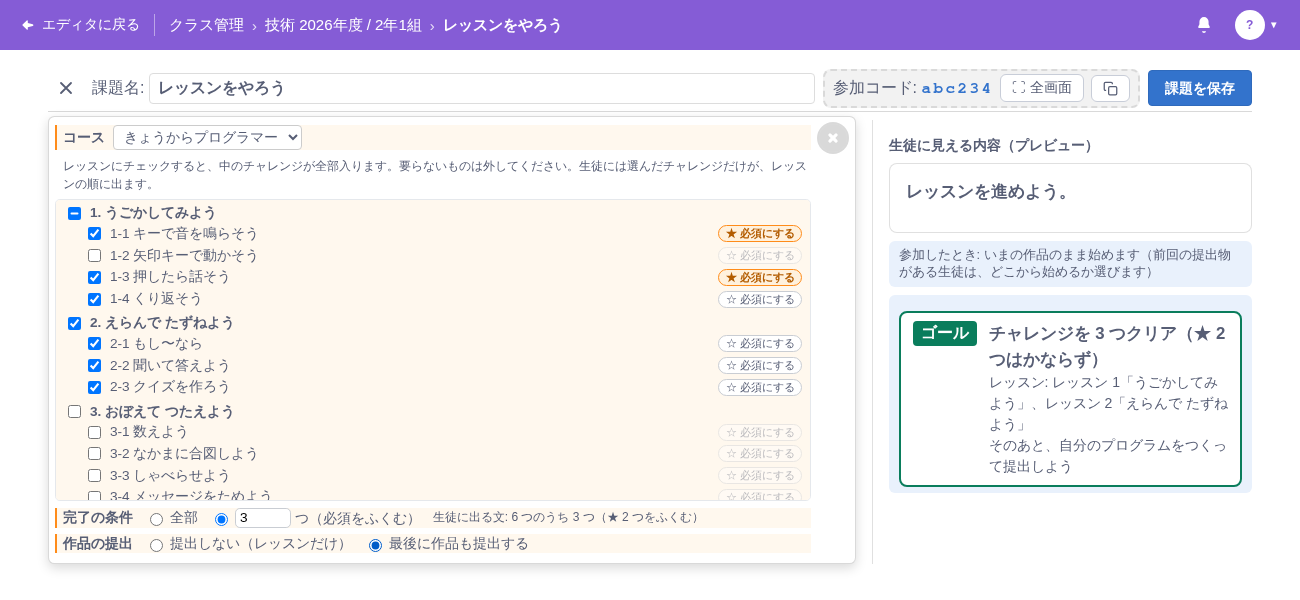 エディタに戻る
クラス管理 › 技術 2026年度 / 2年1組 › レッスンをやろう
?
課題名: レッスンをやろう
参加コード: abc234
全画面
課題を保存
コース きょうからプログラマー
レッスンにチェックすると、中のチャレンジが全部入ります。要らないものは外してください。生徒には選んだチャレンジだけが、レッス
ンの順に出ます。
1. うごかしてみよう
1-1 キーで音を鳴らそう ★ 必須にする
1-2 矢印キーで動かそう ☆ 必須にする
1-3 押したら話そう ★ 必須にする
1-4 くり返そう ☆ 必須にする
2. えらんで たずねよう
2-1 もし〜なら ☆ 必須にする
2-2 聞いて答えよう ☆ 必須にする
2-3 クイズを作ろう ☆ 必須にする
3. おぼえて つたえよう
3-1 数えよう ☆ 必須にする
3-2 なかまに合図しよう ☆ 必須にする
3-3 しゃべらせよう ☆ 必須にする
3-4 メッセージをためよう ☆ 必須にする
完了の条件 全部 3 つ（必須をふくむ） 生徒に出る文: 6 つのうち 3 つ（★ 2 つをふくむ）
作品の提出 提出しない（レッスンだけ） 最後に作品も提出する
生徒に見える内容（プレビュー）
レッスンを進めよう。
参加したとき: いまの作品のまま始めます（前回の提出物
がある生徒は、どこから始めるか選びます）
ゴール
チャレンジを 3 つクリア（★ 2
つはかならず）
レッスン: レッスン 1「うごかしてみ
よう」、レッスン 2「えらんで たずね
よう」
そのあと、自分のプログラムをつくっ
て提出しよう